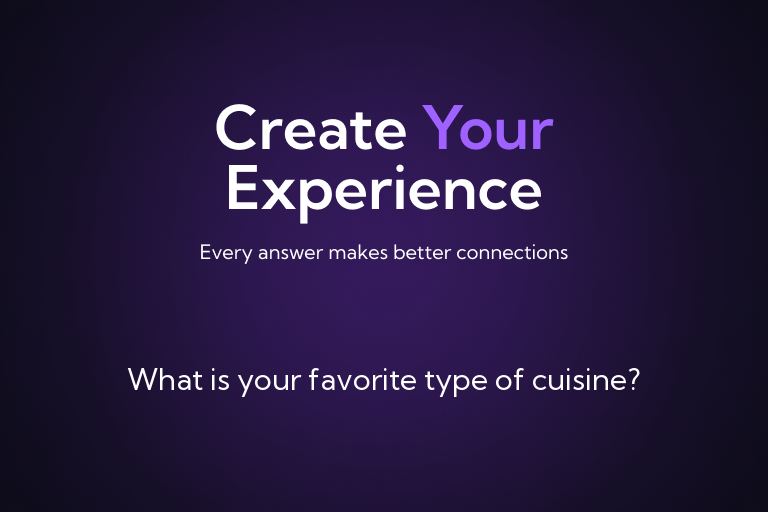 Create Your
Experience
Every answer makes better connections
What is your favorite type of cuisine?